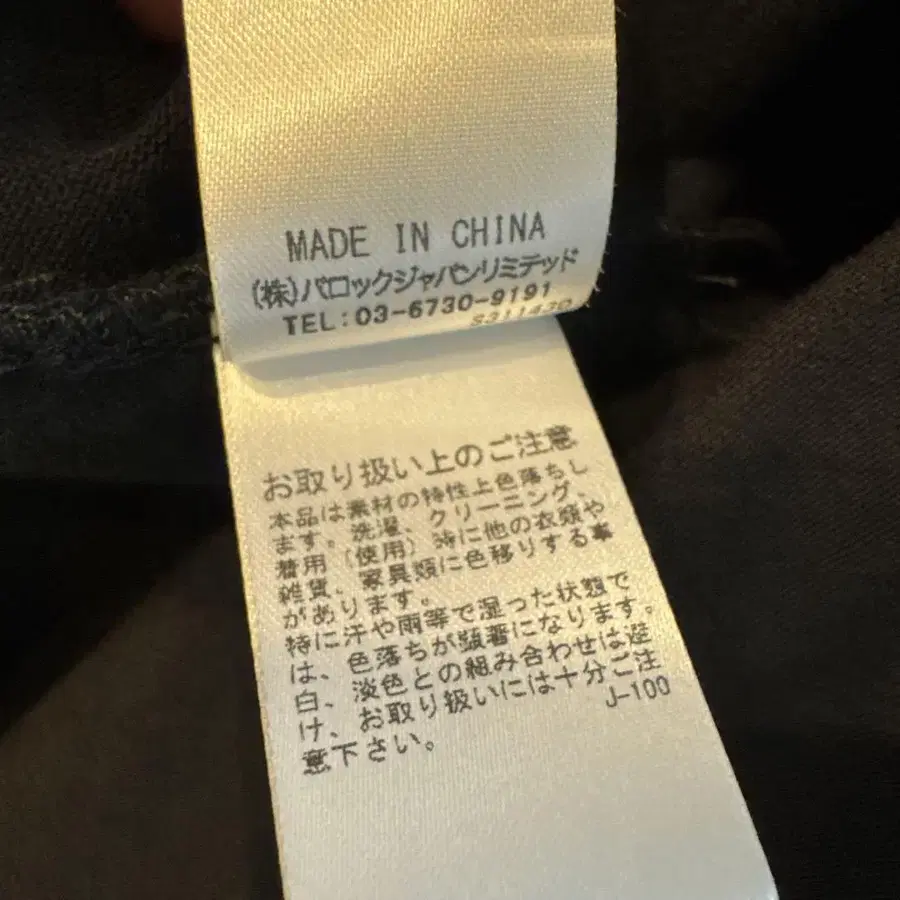 MADE IN CHINA
(株)バロックジャパンリミテッド
TEL:03-6730-9191
S311430
お取り扱い上のご注意
本品は素材の特性上色落ちし
ます。洗濯、クリーニング、
着用(使用)時に他の衣類や
雑貨、家具類に色移りする事
があります。
特に汗や雨等で湿った状態で
は、色落ちが顕著になります。
白、淡色との組み合わせは避
け、お取り扱いには十分ご注
意下さい。
J-100